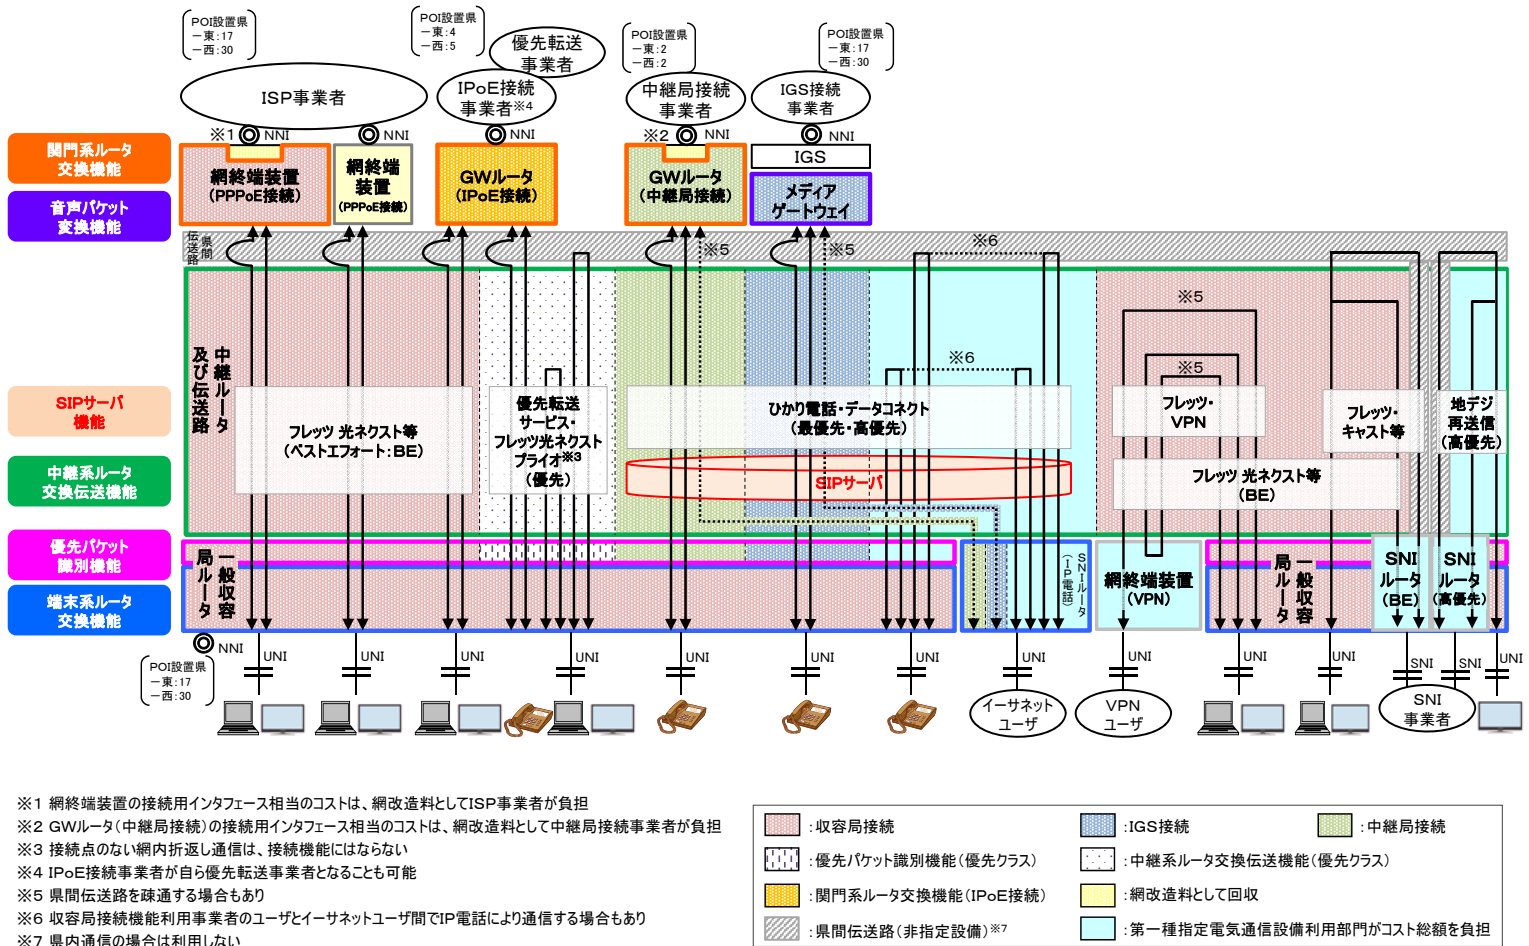 POI設置県
－東：17
－西：30
POI設置県
－東：4
－西：5
優先転送
事業者
POI設置県
－東：2
－西：2
POI設置県
－東：17
－西：30
ISP事業者
IPoE接続
事業者※4
中継局接続
事業者
IGS接続
事業者
※1
NNI
NNI
NNI
※2
NNI
NNI
関門系ルータ
交換機能
網終端装置
(PPPoE接続)
網終端
装置
(PPPoE接続)
GWルータ
(IPoE接続)
GWルータ
(中継局接続)
IGS
メディア
ゲートウェイ
音声パケット
変換機能
県間
伝送路
※5
※5
※6
中継ルータ
及び伝送路
※5
※6
※5
SIPサーバ
機能
フレッツ 光ネクスト等
(ベストエフォート：BE)
優先転送
サービス・
フレッツ光ネクスト
プライオ※3
(優先)
ひかり電話・データコネクト
(最優先・高優先)
フレッツ・
VPN
フレッツ・
キャスト等
地デジ
再送信
(高優先)
中継系ルータ
交換伝送機能
SIPサーバ
フレッツ 光ネクスト等
(BE)
優先パケット
識別機能
端末系ルータ
交換機能
一般収容
局ルータ
SNIルータ
(IP電話)
網終端装置
(VPN)
一般収容
局ルータ
SNI
ルータ
(BE)
SNI
ルータ
(高優先)
NNI
POI設置県
－東：17
－西：30
UNI
UNI
UNI
UNI
UNI
UNI
UNI
UNI
UNI
UNI
UNI
SNI
SNI
UNI
イーサネット
ユーザ
VPN
ユーザ
SNI
事業者
※1 網終端装置の接続用インタフェース相当のコストは、網改造料としてISP事業者が負担
※2 GWルータ（中継局接続）の接続用インタフェース相当のコストは、網改造料として中継局接続事業者が負担
※3 接続点のない網内折返し通信は、接続機能にはならない
※4 IPoE接続事業者が自ら優先転送事業者となることも可能
※5 県間伝送路を疎通する場合もあり
※6 収容局接続機能利用事業者のユーザとイーサネットユーザ間でIP電話により通信する場合もあり
※7 県内通信の場合は利用しない
：収容局接続
：IGS接続
：中継局接続
：優先パケット識別機能（優先クラス）
：中継系ルータ交換伝送機能（優先クラス）
：関門系ルータ交換機能（IPoE接続）
：網改造料として回収
：県間伝送路（非指定設備）※7
：第一種指定電気通信設備利用部門がコスト総額を負担